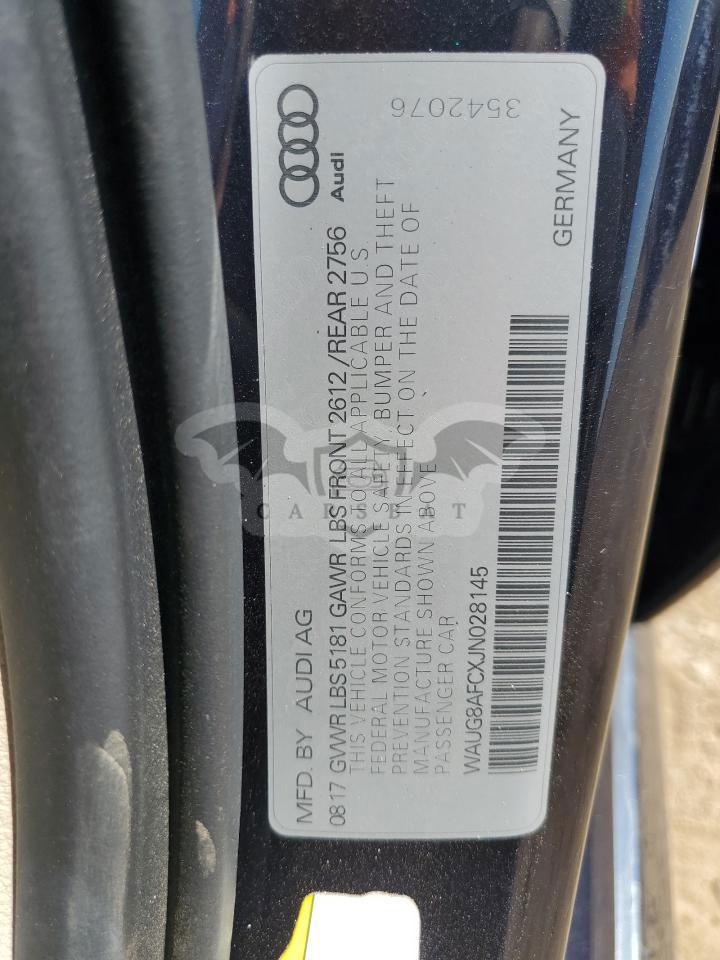 3542076
Audi
MFD. BY AUDI AG
08.17 GVWR LBS 5181 GAWR LBS FRONT 2612 / REAR 2756
THIS VEHICLE CONFORMS TO ALL APPLICABLE U.S.
FEDERAL MOTOR VEHICLE SAFETY BUMPER AND THEFT
PREVENTION STANDARDS IN EFFECT ON THE DATE OF
MANUFACTURE SHOWN ABOVE
PASSENGER CAR
WAUG8AFCXJN028145
GERMANY
CARSBAT